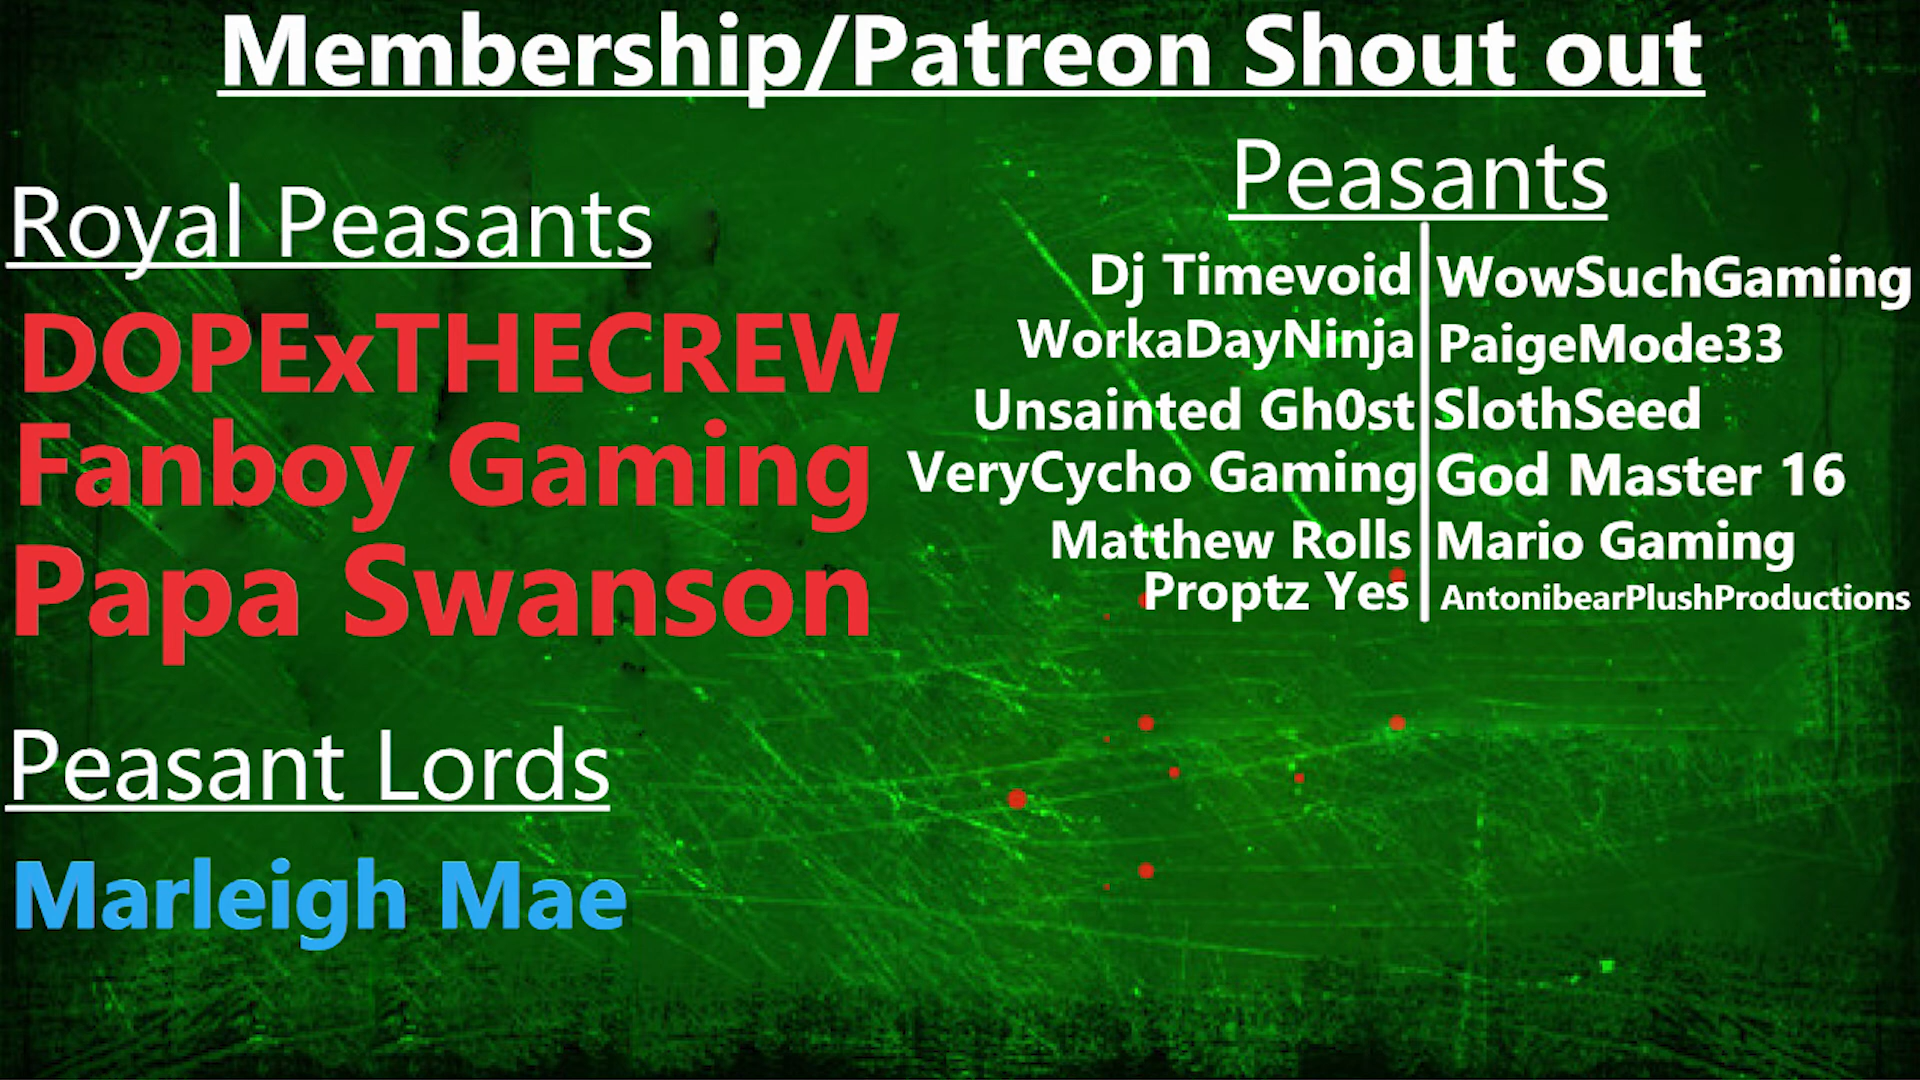 Membership/Patreon Shout out
Royal Peasants
DOPExTHECREW
Fanboy Gaming
Papa Swanson
Peasant Lords
Marleigh Mae
Peasants
Dj Timevoid
WorkaDayNinja
Unsainted Gh0st
VeryCycho Gaming
Matthew Rolls
Proptz Yes
WowSuchGaming
PaigeMode33
SlothSeed
God Master 16
Mario Gaming
AntonibearPlushProductions